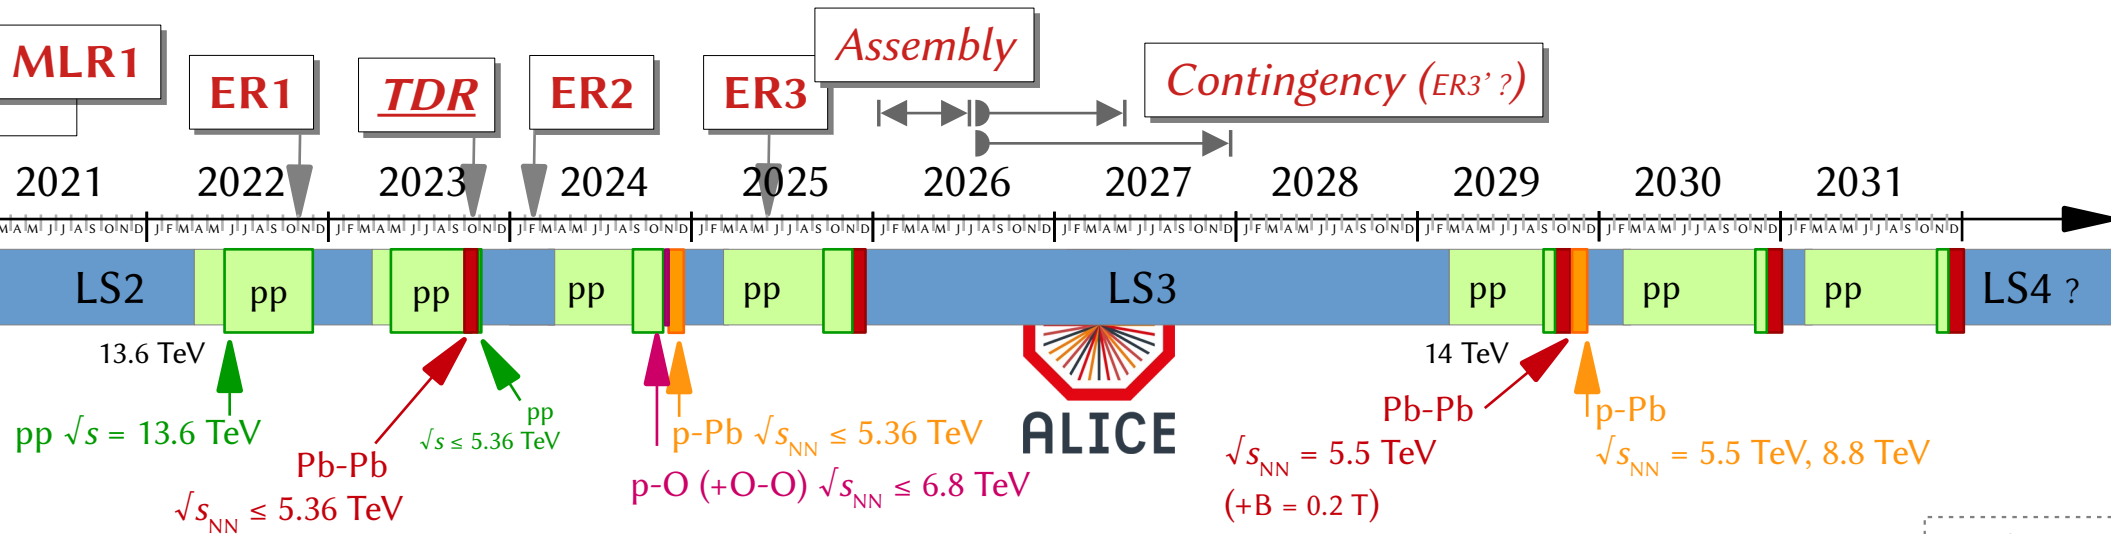 MLR1
ER1
TDR
ER2
ER3
Assembly
Contingency (ER3' ?)
2021 2022 2023 2024 2025 2026 2027 2028 2029 2030 2031
M A M J J A S O N D J F M A M J J A S O N D J F M A M J J A S O N D J F M A M J J A S O N D J F M A M J J A S O N D J F M A M J J A S O N D J F M A M J J A S O N D J F M A M J J A S O N D J F M A M J J A S O N D J F M A M J J A S O N D J F M A M J J A S O N D
LS2 pp pp pp pp LS3 pp pp pp LS4 ?
13.6 TeV
14 TeV
pp √s = 13.6 TeV
Pb-Pb
√sNN ≤ 5.36 TeV
pp
√s ≤ 5.36 TeV
p-Pb √sNN ≤ 5.36 TeV
p-O (+O-O) √sNN ≤ 6.8 TeV
ALICE
Pb-Pb
√sNN = 5.5 TeV
(+B = 0.2 T)
p-Pb
√sNN = 5.5 TeV, 8.8 TeV